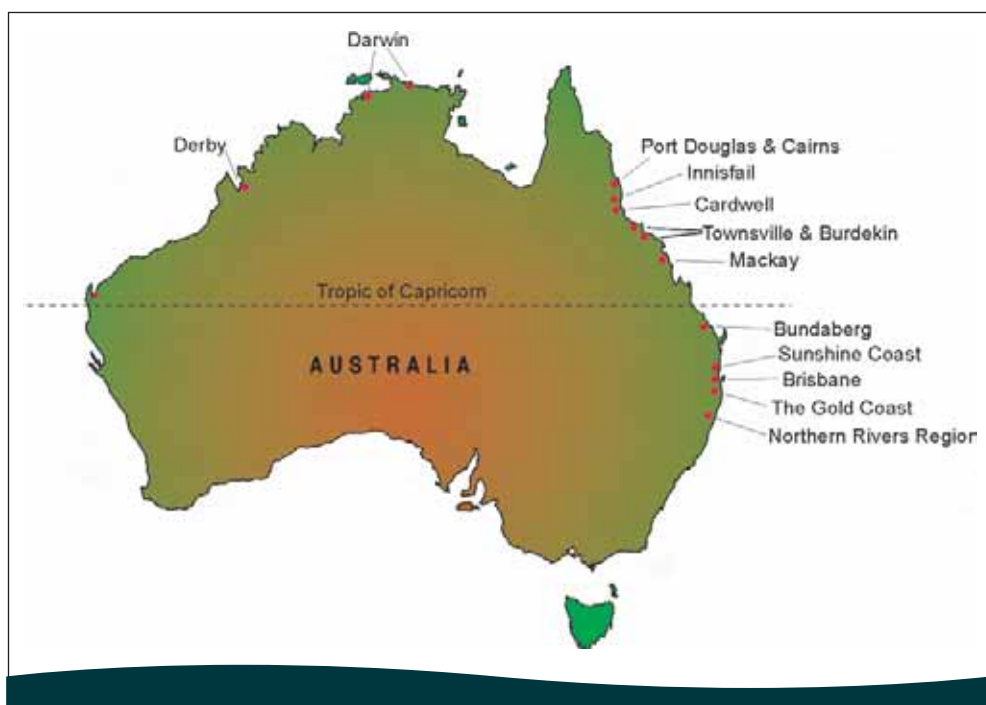 Darwin
Derby
Port Douglas & Cairns
Innisfail
Cardwell
Townsville & Burdekin
Mackay
Tropic of Capricorn
Bundaberg
AUSTRALIA
Sunshine Coast
Brisbane
The Gold Coast
Northern Rivers Region